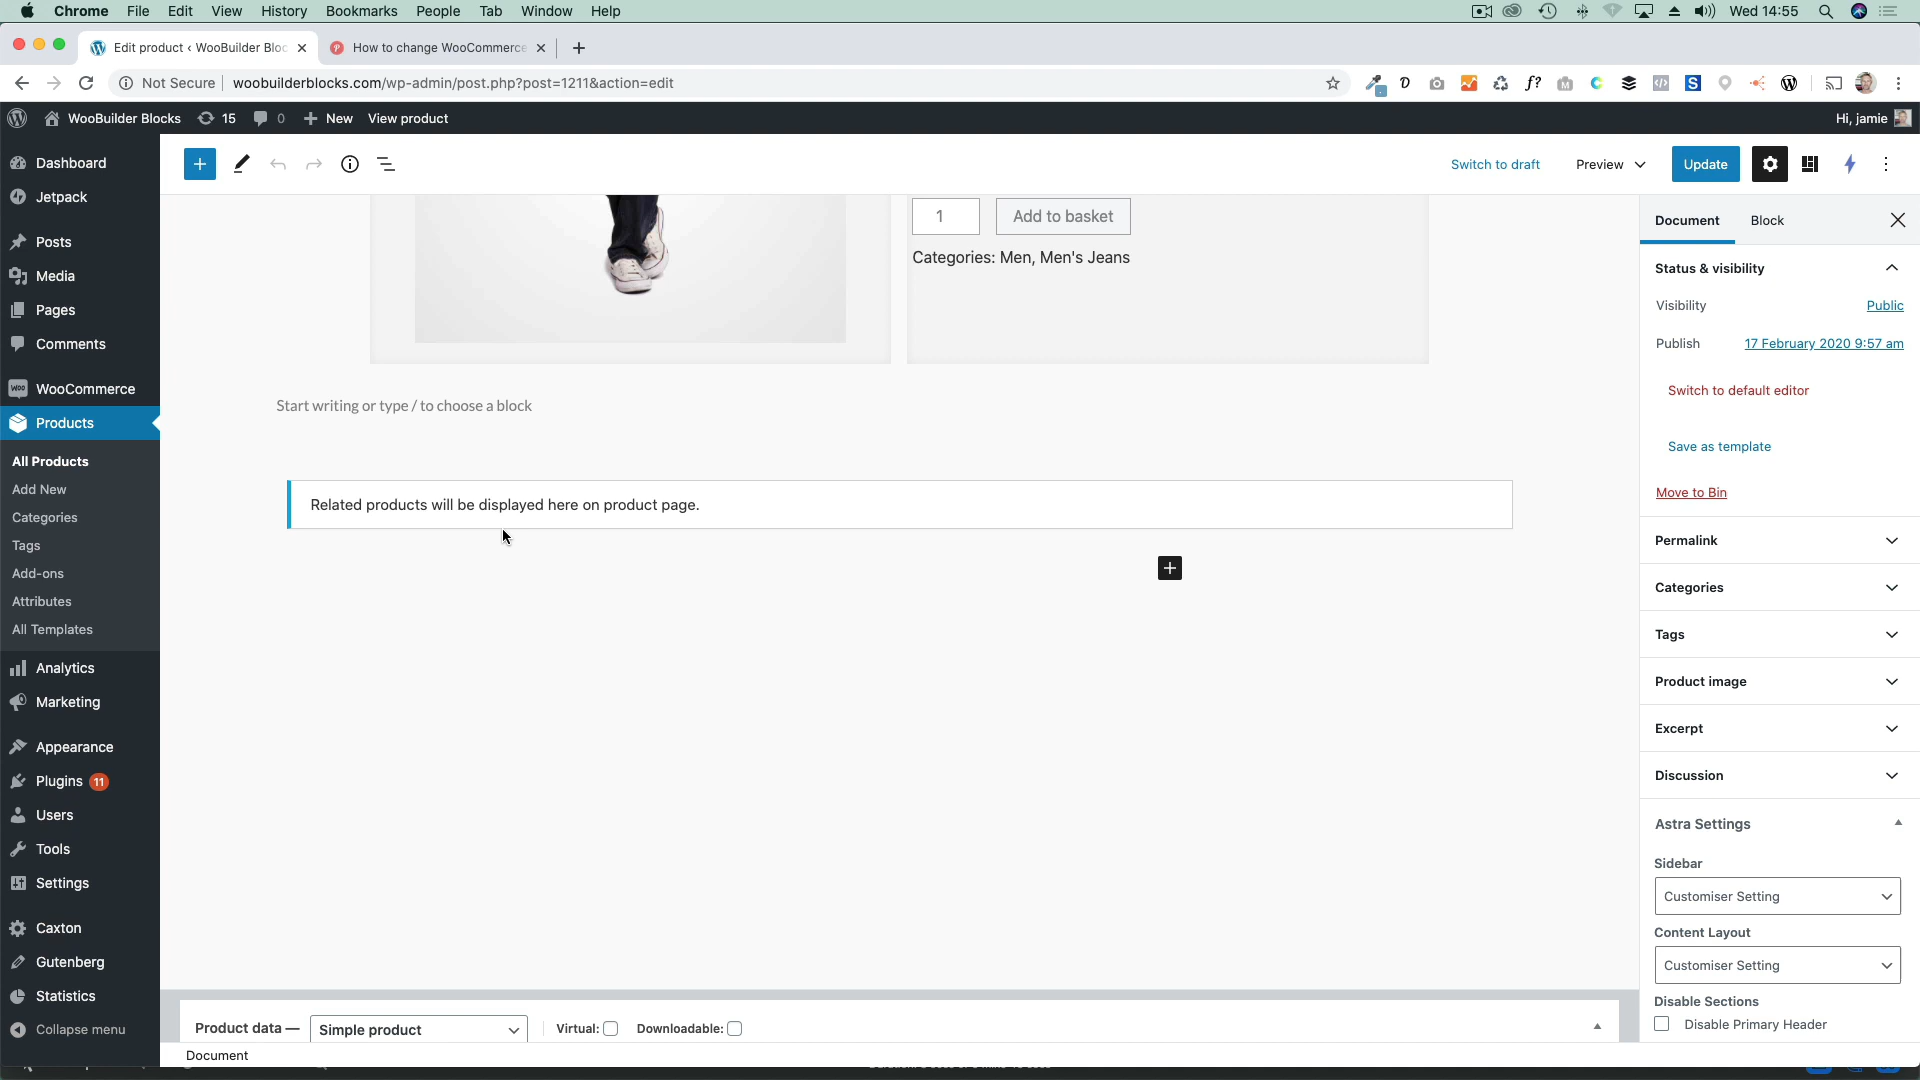 Chrome File Edit View History Bookmarks People Tab Window Help Wed 14:55
Edit product ‹ WooBuilder Bloc How to change WooCommerce
Not Secure woobuilderblocks.com/wp-admin/post.php?post=1211&action=edit
WooBuilder Blocks 15 0 New View product Hi, jamie
Dashboard
Jetpack
Posts
Media
Pages
Comments
WooCommerce
Products
All Products
Add New
Categories
Tags
Add-ons
Attributes
All Templates
Analytics
Marketing
Appearance
Plugins 11
Users
Tools
Settings
Caxton
Gutenberg
Statistics
Collapse menu
Switch to draft Preview Update
1 Add to basket
Categories: Men, Men's Jeans
Start writing or type / to choose a block
Related products will be displayed here on product page.
Product data — Simple product Virtual: Downloadable:
Document
Document Block
Status & visibility
Visibility Public
Publish 17 February 2020 9:57 am
Switch to default editor
Save as template
Move to Bin
Permalink
Categories
Tags
Product image
Excerpt
Discussion
Astra Settings
Sidebar
Customiser Setting
Content Layout
Customiser Setting
Disable Sections
Disable Primary Header